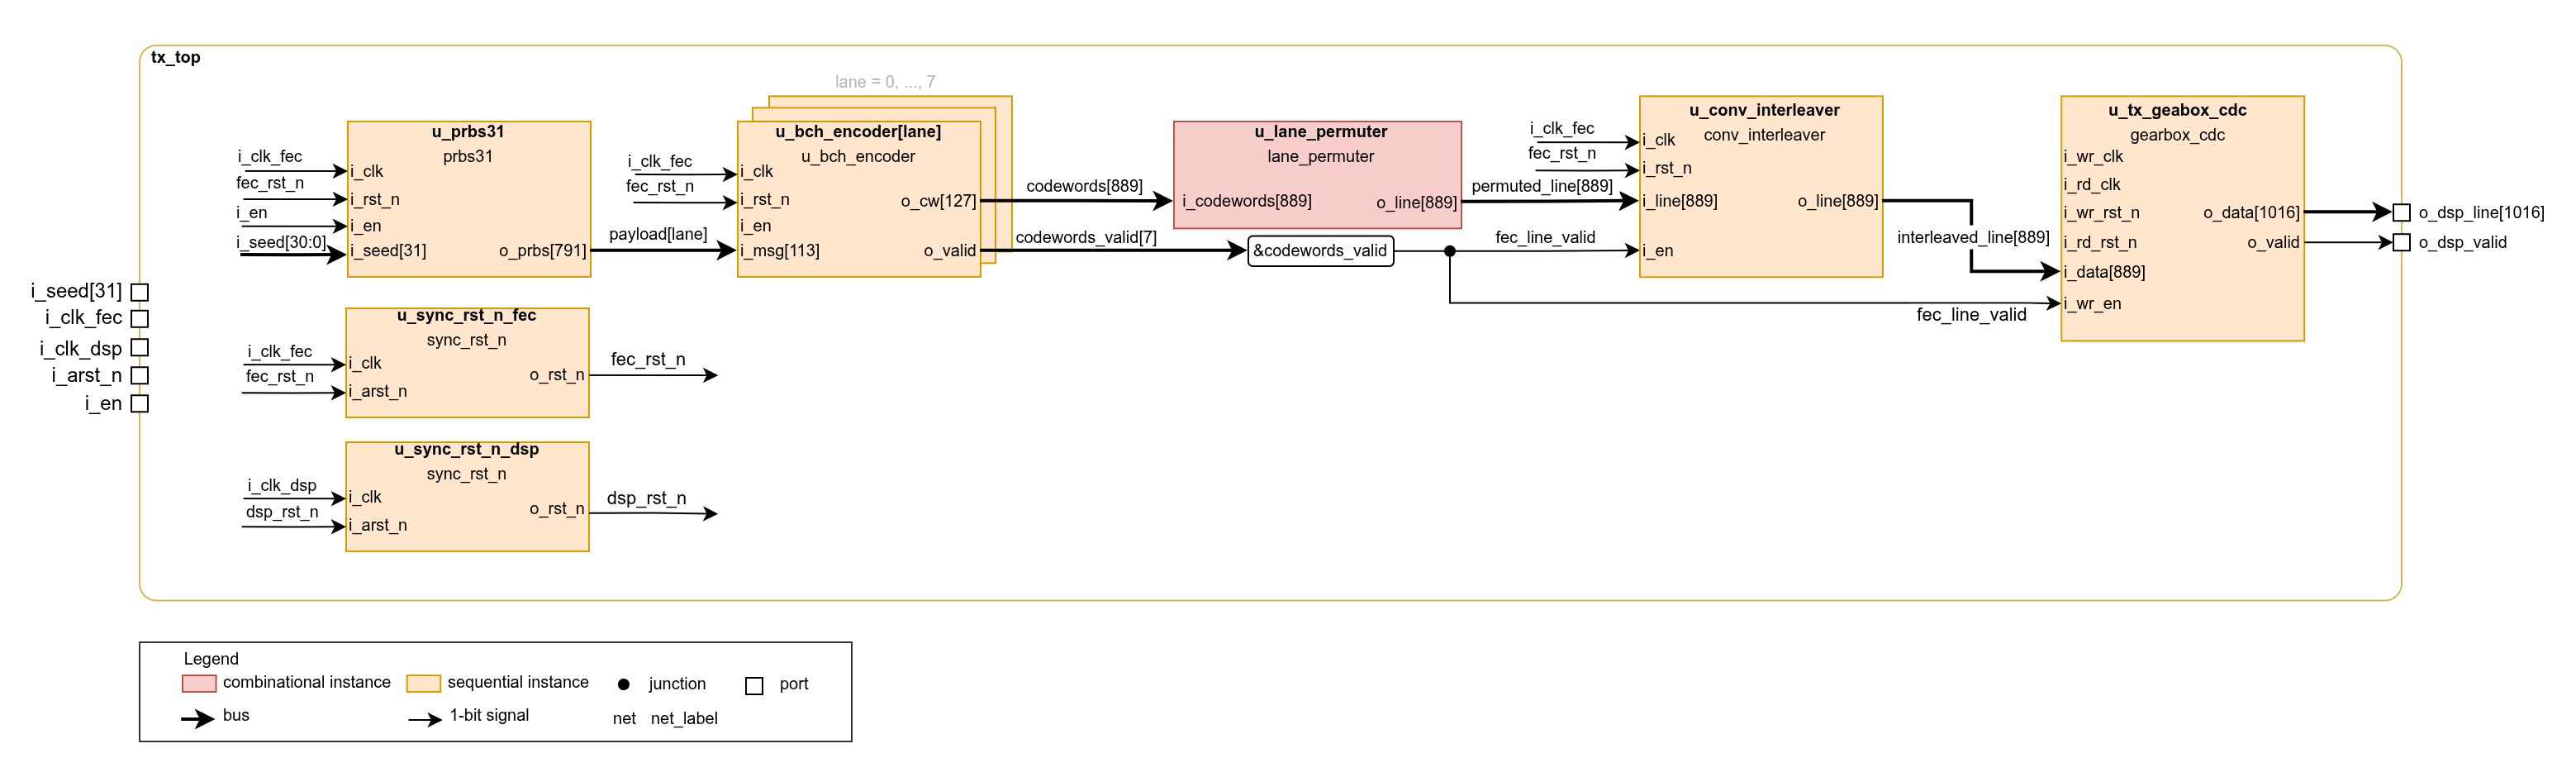 tx_top
lane = 0, ..., 7
i_seed[31]
i_clk_fec
i_clk_dsp
i_arst_n
i_en
i_clk_fec
fec_rst_n
i_en
i_seed[30:0]
u_prbs31
prbs31
i_clk
i_rst_n
i_en
i_seed[31]
o_prbs[791]
payload[lane]
i_clk_fec
fec_rst_n
u_bch_encoder[lane]
u_bch_encoder
i_clk
i_rst_n
i_en
i_msg[113]
o_cw[127]
o_valid
codewords[889]
codewords_valid[7]
u_lane_permuter
lane_permuter
i_codewords[889]
o_line[889]
&codewords_valid
permuted_line[889]
fec_line_valid
i_clk_fec
fec_rst_n
u_conv_interleaver
conv_interleaver
i_clk
i_rst_n
i_line[889]
i_en
o_line[889]
interleaved_line[889]
fec_line_valid
u_tx_geabox_cdc
gearbox_cdc
i_wr_clk
i_rd_clk
i_wr_rst_n
i_rd_rst_n
i_data[889]
i_wr_en
o_data[1016]
o_valid
o_dsp_line[1016]
o_dsp_valid
i_clk_fec
fec_rst_n
u_sync_rst_n_fec
sync_rst_n
i_clk
i_arst_n
o_rst_n
fec_rst_n
i_clk_dsp
dsp_rst_n
u_sync_rst_n_dsp
sync_rst_n
i_clk
i_arst_n
o_rst_n
dsp_rst_n
Legend
combinational instance
sequential instance
junction
port
bus
1-bit signal
net net_label